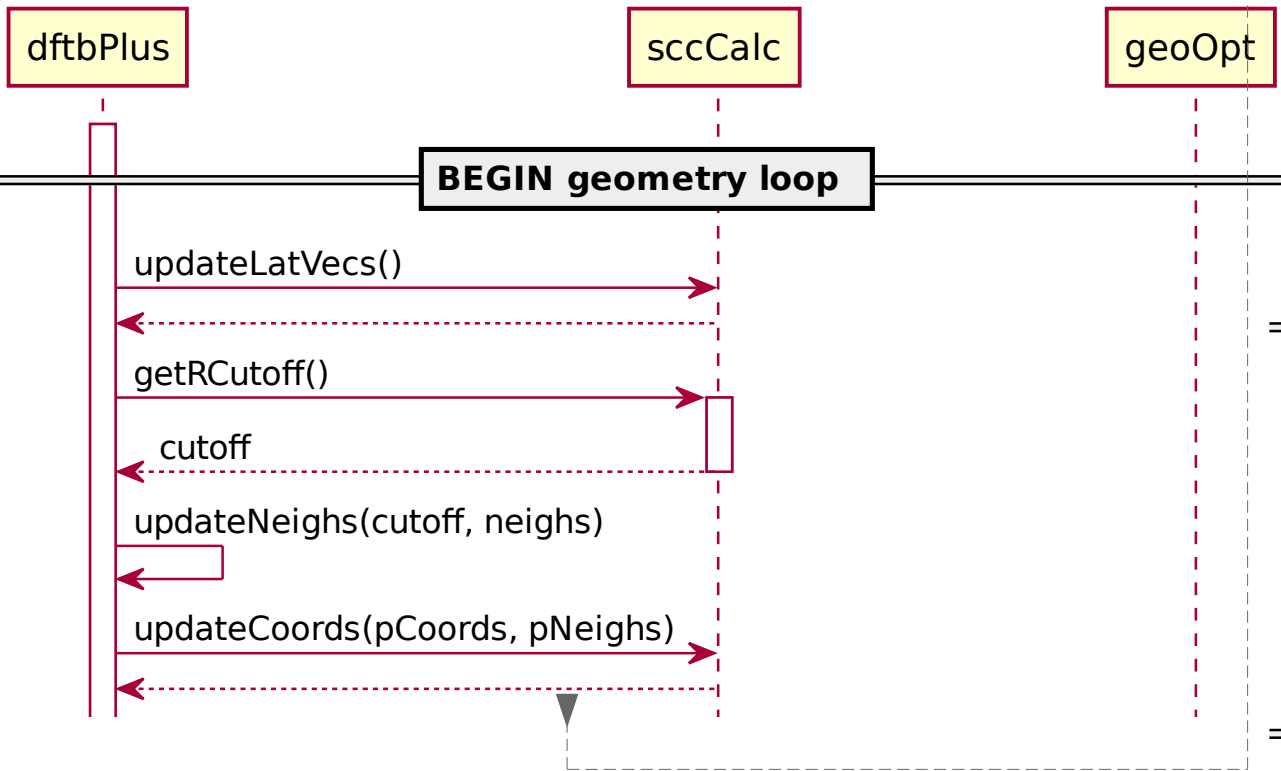 dftbPlus
sccCalc
geoOpt
BEGIN geometry loop
updateLatVecs()
getRCutoff()
cutoff
updateNeighs(cutoff, neighs)
updateCoords(pCoords, pNeighs)